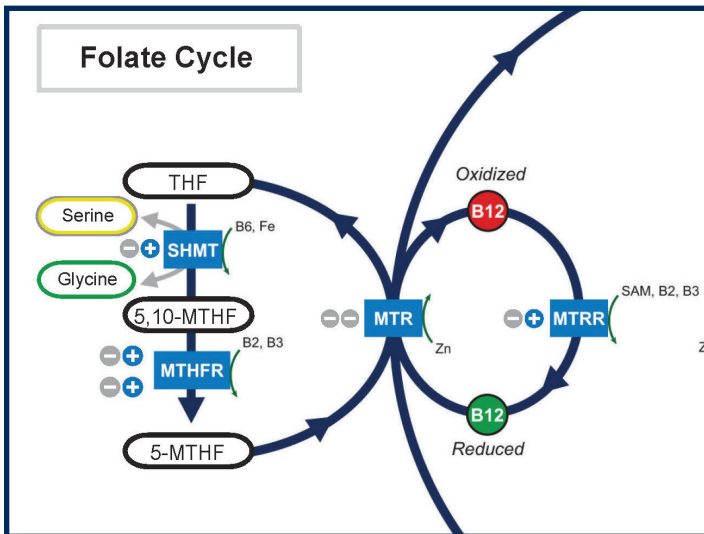 Folate Cycle
THF
Serine
B6, Fe
− + SHMT
Glycine
5,10-MTHF
− +
B2, B3
MTHFR
− +
5-MTHF
Oxidized
B12
− − MTR
Zn
− + MTRR
SAM, B2, B3
Z
B12
Reduced